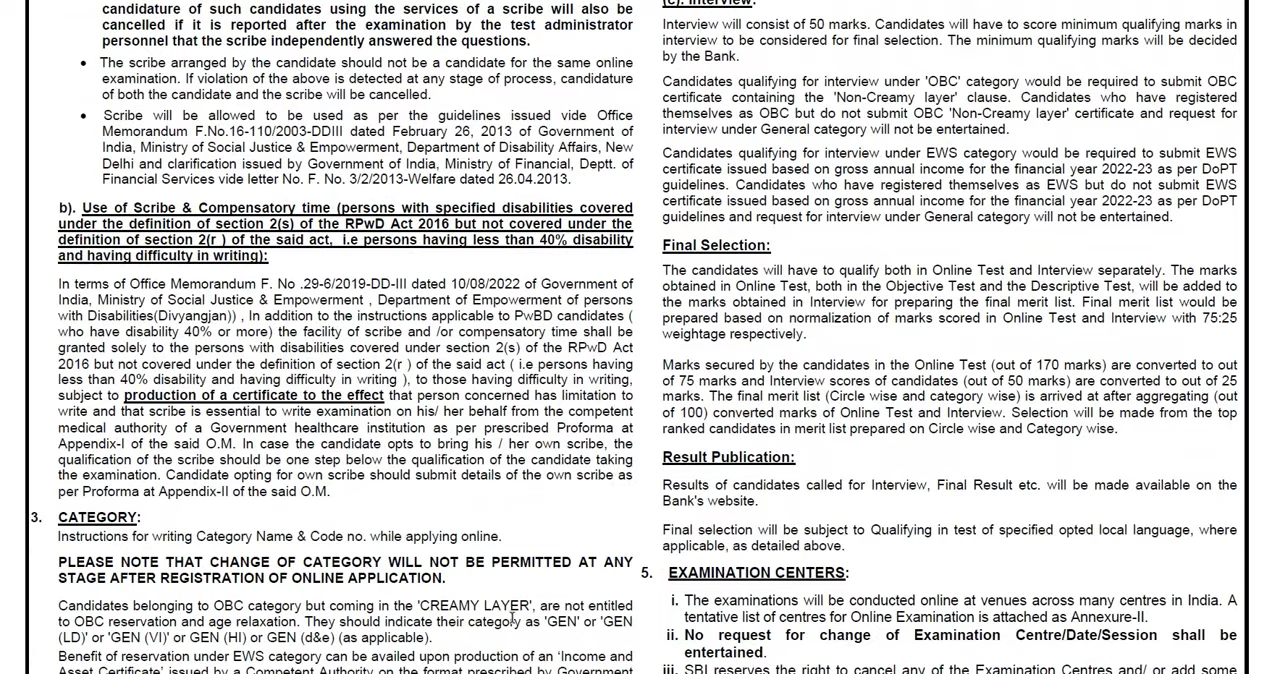 candidature of such candidates using the services of a scribe will also be
cancelled if it is reported after the examination by the test administrator
personnel that the scribe independently answered the questions.
• The scribe arranged by the candidate should not be a candidate for the same online
examination. If violation of the above is detected at any stage of process, candidature
of both the candidate and the scribe will be cancelled.
• Scribe will be allowed to be used as per the guidelines issued vide Office
Memorandum F.No.16-110/2003-DDIII dated February 26, 2013 of Government of
India, Ministry of Social Justice & Empowerment, Department of Disability Affairs, New
Delhi and clarification issued by Government of India, Ministry of Financial, Deptt. of
Financial Services vide letter No. F. No. 3/2/2013-Welfare dated 26.04.2013.
b). Use of Scribe & Compensatory time (persons with specified disabilities covered
under the definition of section 2(s) of the RPwD Act 2016 but not covered under the
definition of section 2(r ) of the said act, i.e persons having less than 40% disability
and having difficulty in writing):
In terms of Office Memorandum F. No .29-6/2019-DD-III dated 10/08/2022 of Government of
India, Ministry of Social Justice & Empowerment , Department of Empowerment of persons
with Disabilities(Divyangjan)) , In addition to the instructions applicable to PwBD candidates (
who have disability 40% or more) the facility of scribe and /or compensatory time shall be
granted solely to the persons with disabilities covered under section 2(s) of the RPwD Act
2016 but not covered under the definition of section 2(r ) of the said act ( i.e persons having
less than 40% disability and having difficulty in writing ), to those having difficulty in writing,
subject to production of a certificate to the effect that person concerned has limitation to
write and that scribe is essential to write examination on his/ her behalf from the competent
medical authority of a Government healthcare institution as per prescribed Proforma at
Appendix-I of the said O.M. In case the candidate opts to bring his / her own scribe, the
qualification of the scribe should be one step below the qualification of the candidate taking
the examination. Candidate opting for own scribe should submit details of the own scribe as
per Proforma at Appendix-II of the said O.M.
3. CATEGORY:
Instructions for writing Category Name & Code no. while applying online.
PLEASE NOTE THAT CHANGE OF CATEGORY WILL NOT BE PERMITTED AT ANY
STAGE AFTER REGISTRATION OF ONLINE APPLICATION.
Candidates belonging to OBC category but coming in the 'CREAMY LAYER', are not entitled
to OBC reservation and age relaxation. They should indicate their category as 'GEN' or 'GEN
(LD)' or 'GEN (VI)' or GEN (HI) or GEN (d&e) (as applicable).
Benefit of reservation under EWS category can be availed upon production of an 'Income and
Asset Certificate' issued by a Competent Authority on the format prescribed by Government
(c). Interview:
Interview will consist of 50 marks. Candidates will have to score minimum qualifying marks in
interview to be considered for final selection. The minimum qualifying marks will be decided
by the Bank.
Candidates qualifying for interview under 'OBC' category would be required to submit OBC
certificate containing the 'Non-Creamy layer' clause. Candidates who have registered
themselves as OBC but do not submit OBC 'Non-Creamy layer' certificate and request for
interview under General category will not be entertained.
Candidates qualifying for interview under EWS category would be required to submit EWS
certificate issued based on gross annual income for the financial year 2022-23 as per DoPT
guidelines. Candidates who have registered themselves as EWS but do not submit EWS
certificate issued based on gross annual income for the financial year 2022-23 as per DoPT
guidelines and request for interview under General category will not be entertained.
Final Selection:
The candidates will have to qualify both in Online Test and Interview separately. The marks
obtained in Online Test, both in the Objective Test and the Descriptive Test, will be added to
the marks obtained in Interview for preparing the final merit list. Final merit list would be
prepared based on normalization of marks scored in Online Test and Interview with 75:25
weightage respectively.
Marks secured by the candidates in the Online Test (out of 170 marks) are converted to out
of 75 marks and Interview scores of candidates (out of 50 marks) are converted to out of 25
marks. The final merit list (Circle wise and category wise) is arrived at after aggregating (out
of 100) converted marks of Online Test and Interview. Selection will be made from the top
ranked candidates in merit list prepared on Circle wise and Category wise.
Result Publication:
Results of candidates called for Interview, Final Result etc. will be made available on the
Bank's website.
Final selection will be subject to Qualifying in test of specified opted local language, where
applicable, as detailed above.
5. EXAMINATION CENTERS:
i. The examinations will be conducted online at venues across many centres in India. A
tentative list of centres for Online Examination is attached as Annexure-II.
ii. No request for change of Examination Centre/Date/Session shall be
entertained.
iii. SBI reserves the right to cancel any of the Examination Centres and/ or add some